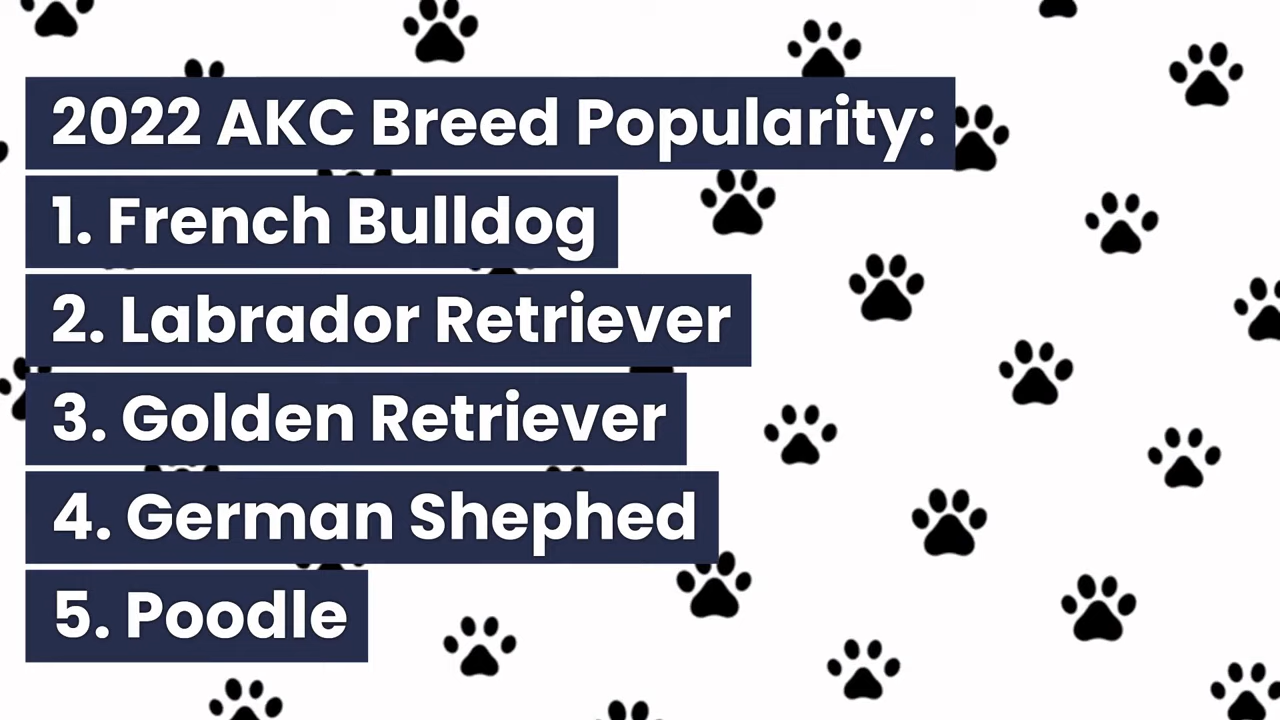 2022 AKC Breed Popularity:
1. French Bulldog
2. Labrador Retriever
3. Golden Retriever
4. German Shephed
5. Poodle